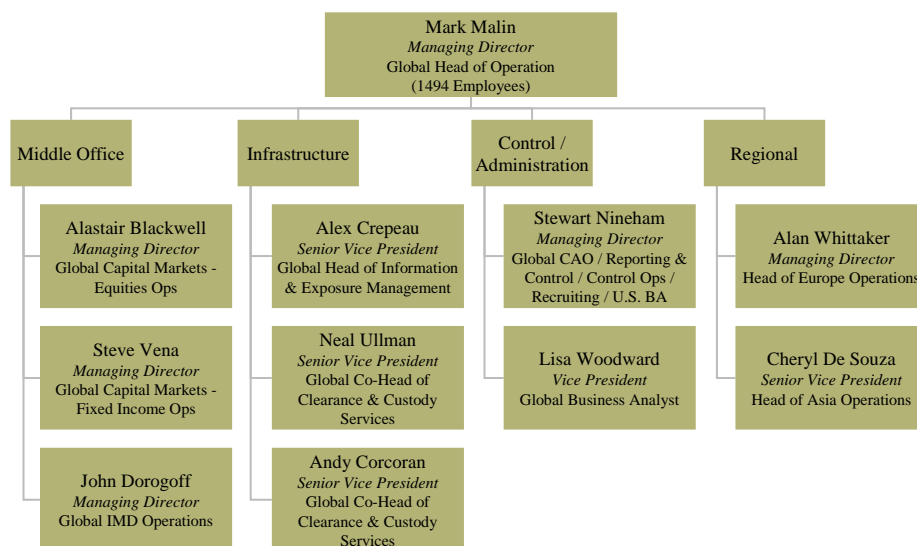 Mark Malin
Managing Director
Global Head of Operation
(1494 Employees)
Middle Office
Alastair Blackwell
Managing Director
Global Capital Markets -
Equities Ops
Steve Vena
Managing Director
Global Capital Markets -
Fixed Income Ops
John Dorogoff
Managing Director
Global IMD Operations
Infrastructure
Alex Crepeau
Senior Vice President
Global Head of Information
& Exposure Management
Neal Ullman
Senior Vice President
Global Co-Head of
Clearance & Custody
Services
Andy Corcoran
Senior Vice President
Global Co-Head of
Clearance & Custody
Services
Control /
Administration
Stewart Nineham
Managing Director
Global CAO / Reporting &
Control / Control Ops /
Recruiting / U.S. BA
Lisa Woodward
Vice President
Global Business Analyst
Regional
Alan Whittaker
Managing Director
Head of Europe Operations
Cheryl De Souza
Senior Vice President
Head of Asia Operations